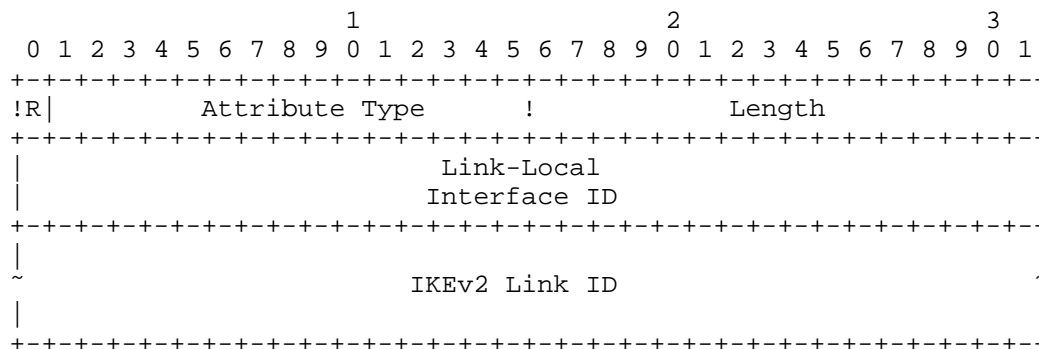 1                   2                   3
 0 1 2 3 4 5 6 7 8 9 0 1 2 3 4 5 6 7 8 9 0 1 2 3 4 5 6 7 8 9 0 1
+-+-+-+-+-+-+-+-+-+-+-+-+-+-+-+-+-+-+-+-+-+-+-+-+-+-+-+-+-+-+-+--
!R|         Attribute Type      !            Length
+-+-+-+-+-+-+-+-+-+-+-+-+-+-+-+-+-+-+-+-+-+-+-+-+-+-+-+-+-+-+-+--
|                          Link-Local
|                         Interface ID
+-+-+-+-+-+-+-+-+-+-+-+-+-+-+-+-+-+-+-+-+-+-+-+-+-+-+-+-+-+-+-+--
|
~                        IKEv2 Link ID                          ~
|
+-+-+-+-+-+-+-+-+-+-+-+-+-+-+-+-+-+-+-+-+-+-+-+-+-+-+-+-+-+-+-+--